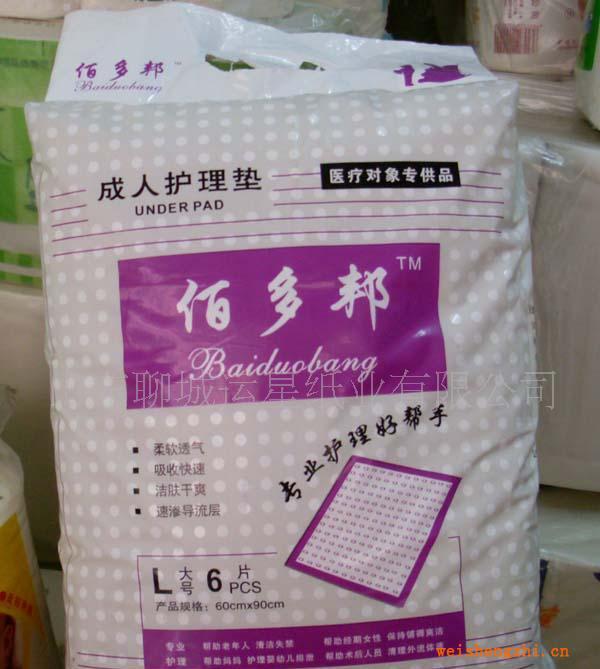 佰多邦™
Baiduobang
成人护理垫
UNDER PAD
医疗对象专供品
佰多邦TM
Baiduobang
聊城运星纸业有限公司
专业护理好帮手
柔软透气
吸收快速
洁肤干爽
速渗导流层
L 大号 6 片 PCS
产品规格：60cm×90cm
专业 帮助老年人 清洁失禁 帮助经期女性 保持铺褥爽洁
护理 帮助妈妈 护理婴幼儿排泄 帮助术后人员 清理外流体
weishengzhi.cn